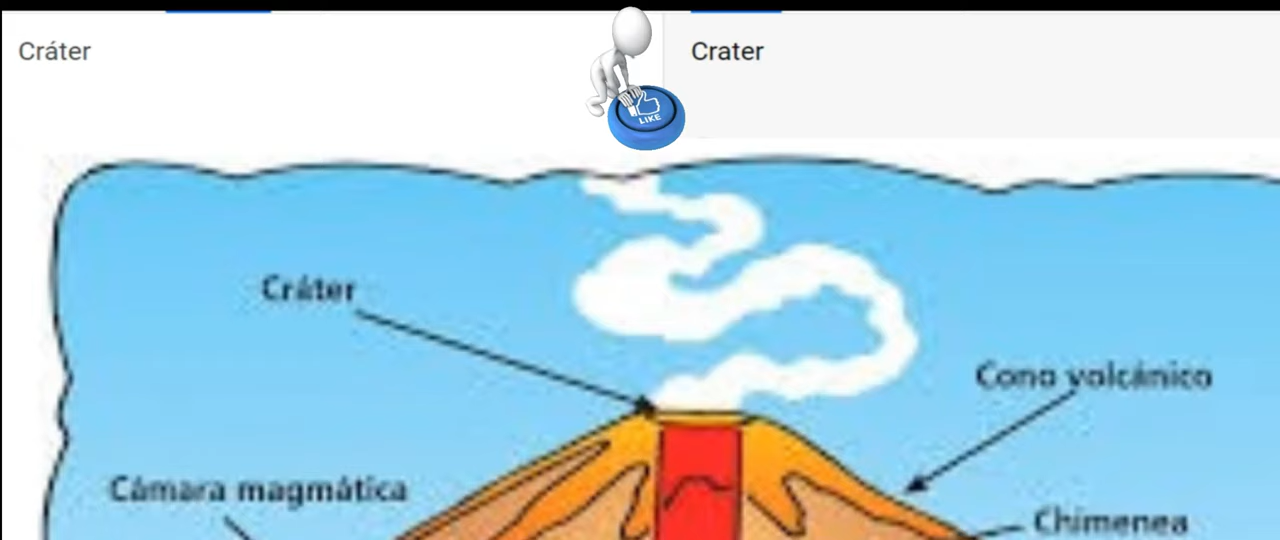 Cráter
Crater
LIKE
Cráter
Cono volcánico
Cámara magmática
Chimenea